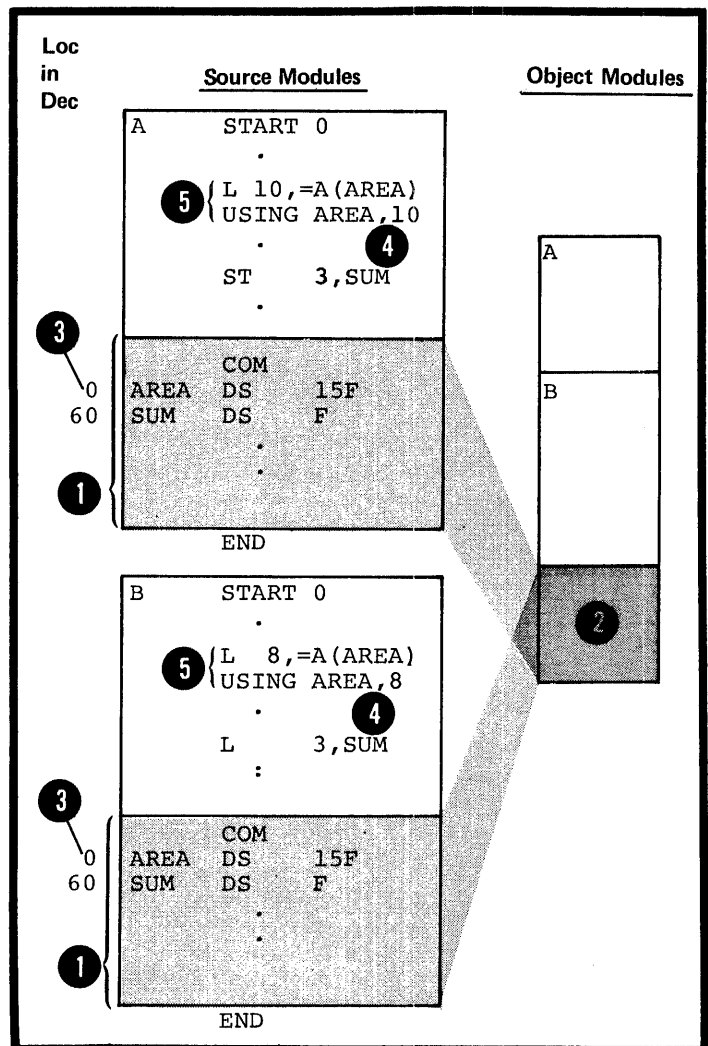 Loc
in
Dec
Source Modules
Object Modules
A START 0
.
5 L 10,=A(AREA)
USING AREA,10
.
4
ST 3,SUM
.
3
COM
0 AREA DS 15F
60 SUM DS F
.
.
1
END
B START 0
.
5 L 8,=A(AREA)
USING AREA,8
.
4
L 3,SUM
:
3
COM
0 AREA DS 15F
60 SUM DS F
.
.
1
END
A
B
2